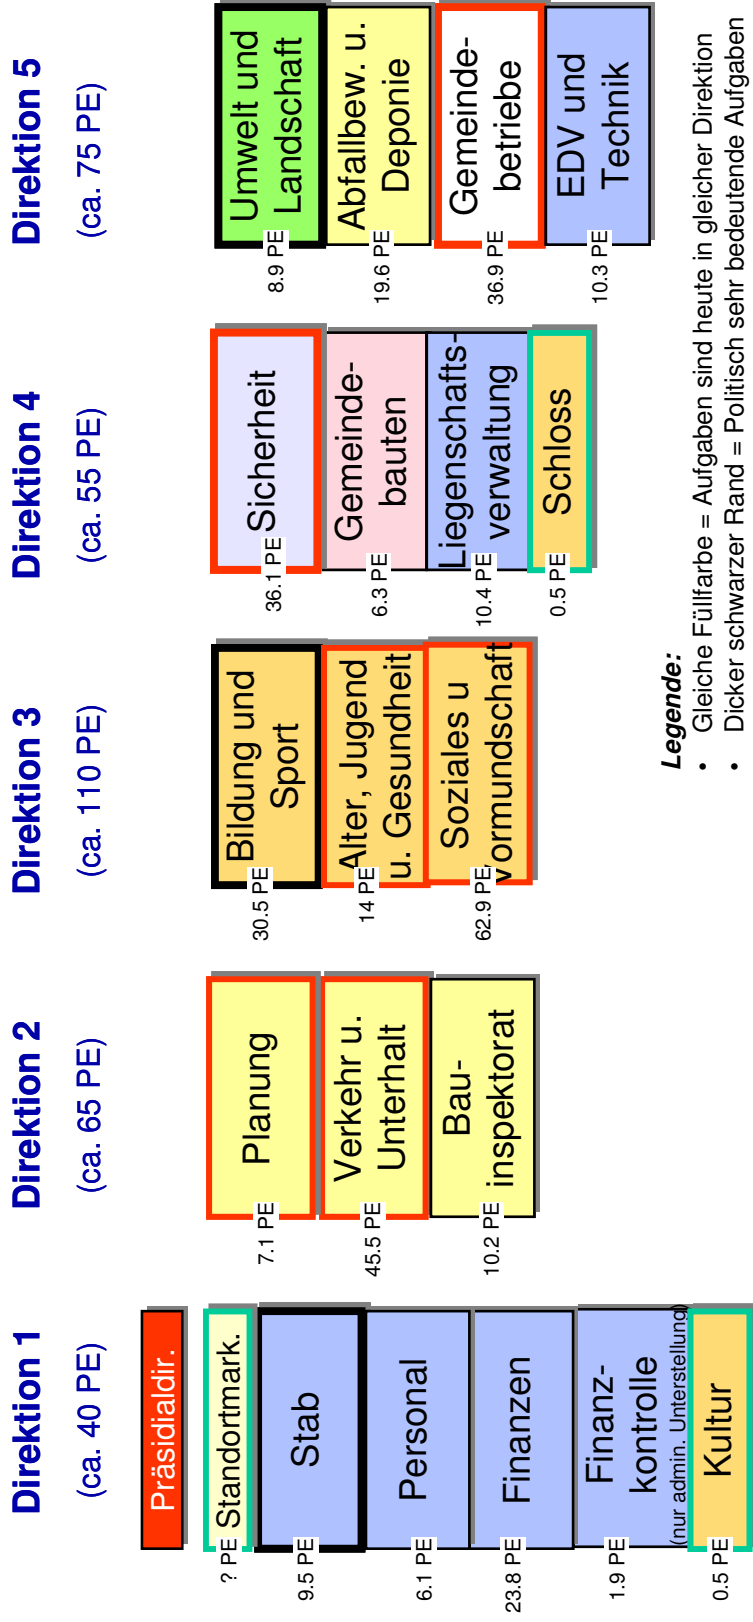 Direktion 1
(ca. 40 PE)
Präsidialdir.
? PE
Standortmark.
9.5 PE
Stab
6.1 PE
Personal
23.8 PE
Finanzen
1.9 PE
Finanz-
kontrolle
(nur admin. Unterstellung)
0.5 PE
Kultur
Direktion 2
(ca. 65 PE)
7.1 PE
Planung
45.5 PE
Verkehr u.
Unterhalt
10.2 PE
Bau-
inspektorat
Direktion 3
(ca. 110 PE)
30.5 PE
Bildung und
Sport
14 PE
Alter, Jugend
u. Gesundheit
62.9 PE
Soziales u
Vormundschaft
Direktion 4
(ca. 55 PE)
36.1 PE
Sicherheit
6.3 PE
Gemeinde-
bauten
10.4 PE
Liegenschafts-
verwaltung
0.5 PE
Schloss
Direktion 5
(ca. 75 PE)
8.9 PE
Umwelt und
Landschaft
19.6 PE
Abfallbew. u.
Deponie
36.9 PE
Gemeinde-
betriebe
10.3 PE
EDV und
Technik
Legende:
• Gleiche Füllfarbe = Aufgaben sind heute in gleicher Direktion
• Dicker schwarzer Rand = Politisch sehr bedeutende Aufgaben